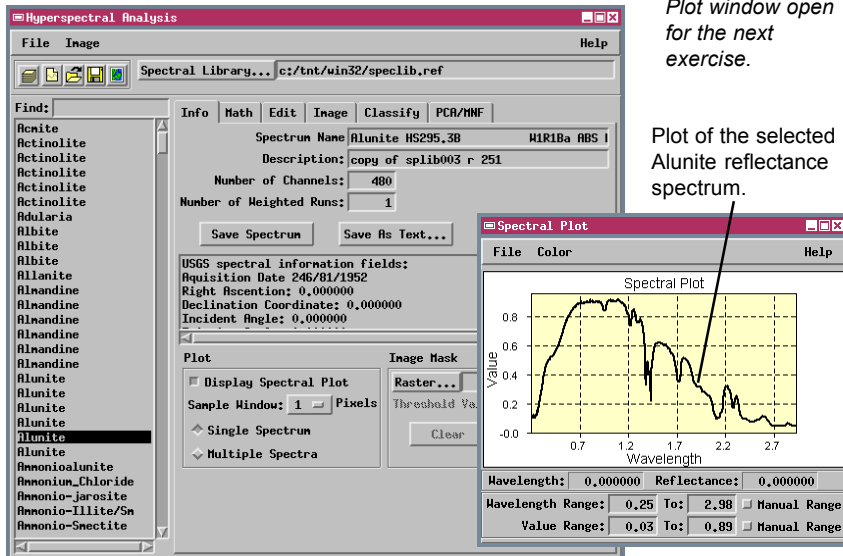 Hyperspectral Analysis
File Image Help
Spectral Library... c:/tnt/win32/speclib.ref
Find:
Acmite
Actinolite
Actinolite
Actinolite
Actinolite
Actinolite
Adularia
Albite
Albite
Albite
Allanite
Almandine
Almandine
Almandine
Almandine
Almandine
Almandine
Alunite
Alunite
Alunite
Alunite
Alunite
Alunite
Ammonioalunite
Ammonium_Chloride
Ammonio-jarosite
Ammonio-Illite/Sm
Ammonio-Smectite
Info Math Edit Image Classify PCA/MNF
Spectrum Name Alunite HS295.3B W1R1Ba ABS
Description: copy of splib003 r 251
Number of Channels: 480
Number of Weighted Runs: 1
Save Spectrum Save As Text...
USGS spectral information fields:
Aquisition Date 246/81/1952
Right Ascention: 0.000000
Declination Coordinate: 0.000000
Incident Angle: 0.000000
Plot
Display Spectral Plot
Sample Window: 1 Pixels
Single Spectrum
Multiple Spectra
Image Mask
Raster...
Threshold
Clear
Plot window open
for the next
exercise.
Plot of the selected
Alunite reflectance
spectrum.
Spectral Plot
File Color Help
Spectral Plot
Value
0.8
0.6
0.4
0.2
-0.0
0.7 1.2 1.7 2.2 2.7
Wavelength
Wavelength: 0.000000 Reflectance: 0.000000
Wavelength Range: 0.25 To: 2.98 Manual Range
Value Range: 0.03 To: 0.89 Manual Range